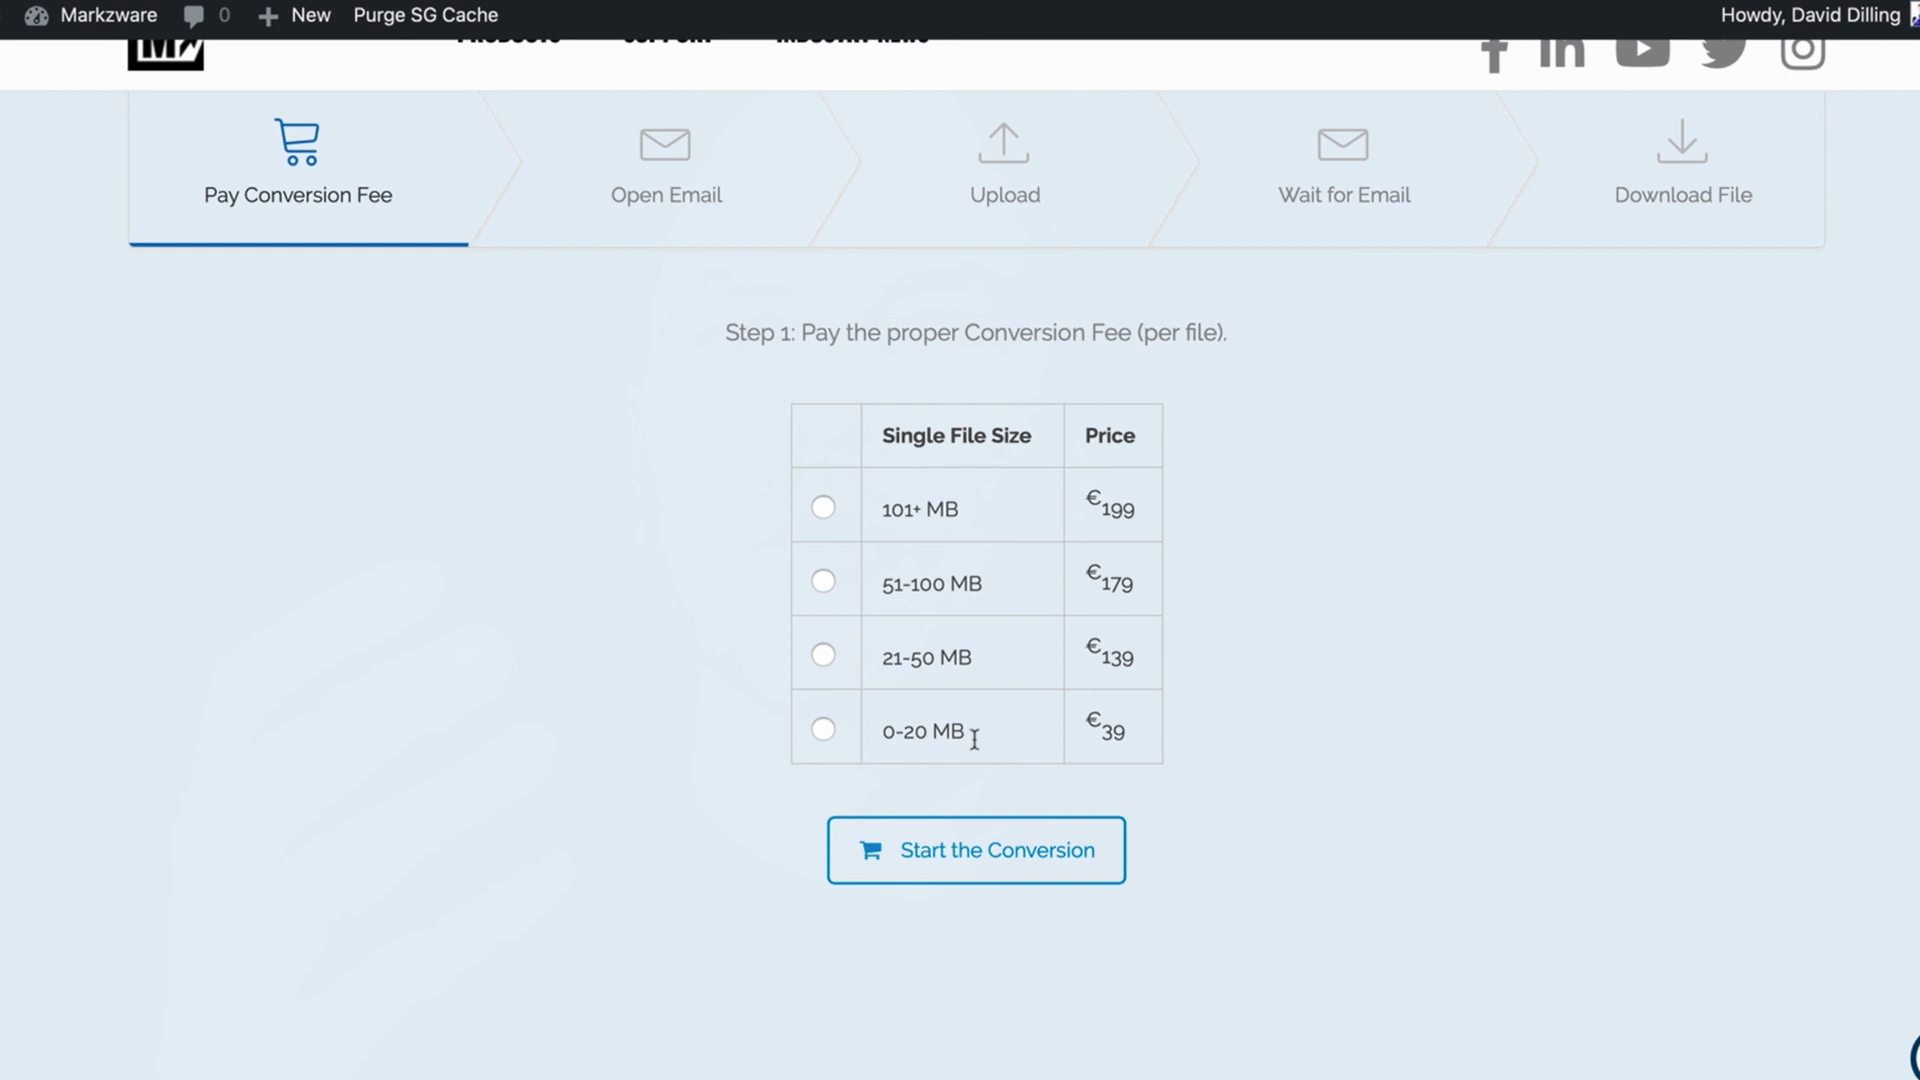 Markzware 0 New Purge SG Cache Howdy, David Dilling
Pay Conversion Fee Open Email Upload Wait for Email Download File
Step 1: Pay the proper Conversion Fee (per file).
Single File Size Price
101+ MB €199
51-100 MB €179
21-50 MB €139
0-20 MB €39
Start the Conversion